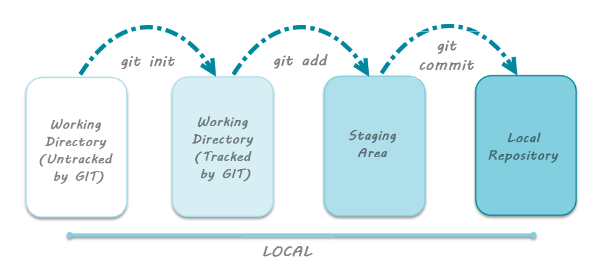 git init
git add
git
commit
Working
Directory
(Untracked
by GIT)
Working
Directory
(Tracked
by GIT)
Staging
Area
Local
Repository
LOCAL